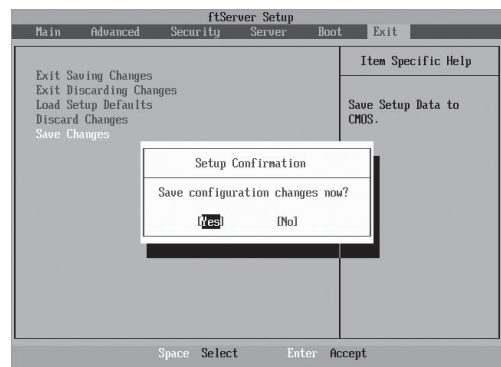 ftServer Setup
Main Advanced Security Server Boot Exit
Item Specific Help
Exit Saving Changes
Exit Discarding Changes
Load Setup Defaults
Discard Changes
Save Changes
Save Setup Data to
CMOS.
Setup Confirmation
Save configuration changes now?
[Yes] [No]
Space Select Enter Accept